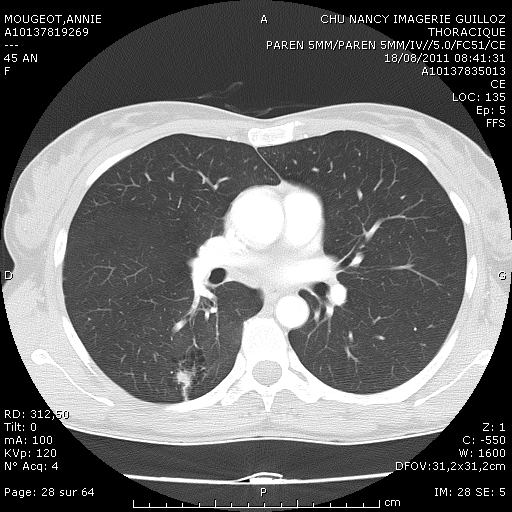 MOUGEOT,ANNIE
A10137819269
---
45 AN
F
A
CHU NANCY IMAGERIE GUILLOZ
THORACIQUE
PAREN 5MM/PAREN 5MM/IV//5.0/FC51/CE
18/08/2011 08:41:31
A10137835013
CE
LOC: 135
Ep: 5
FFS
D
G
RD: 312,50
Tilt: 0
mA: 100
KVp: 120
N° Acq: 4
Page: 28 sur 64
P
cm
Z: 1
C: -550
W: 1600
DFOV:31,2x31,2cm
IM: 28 SE: 5